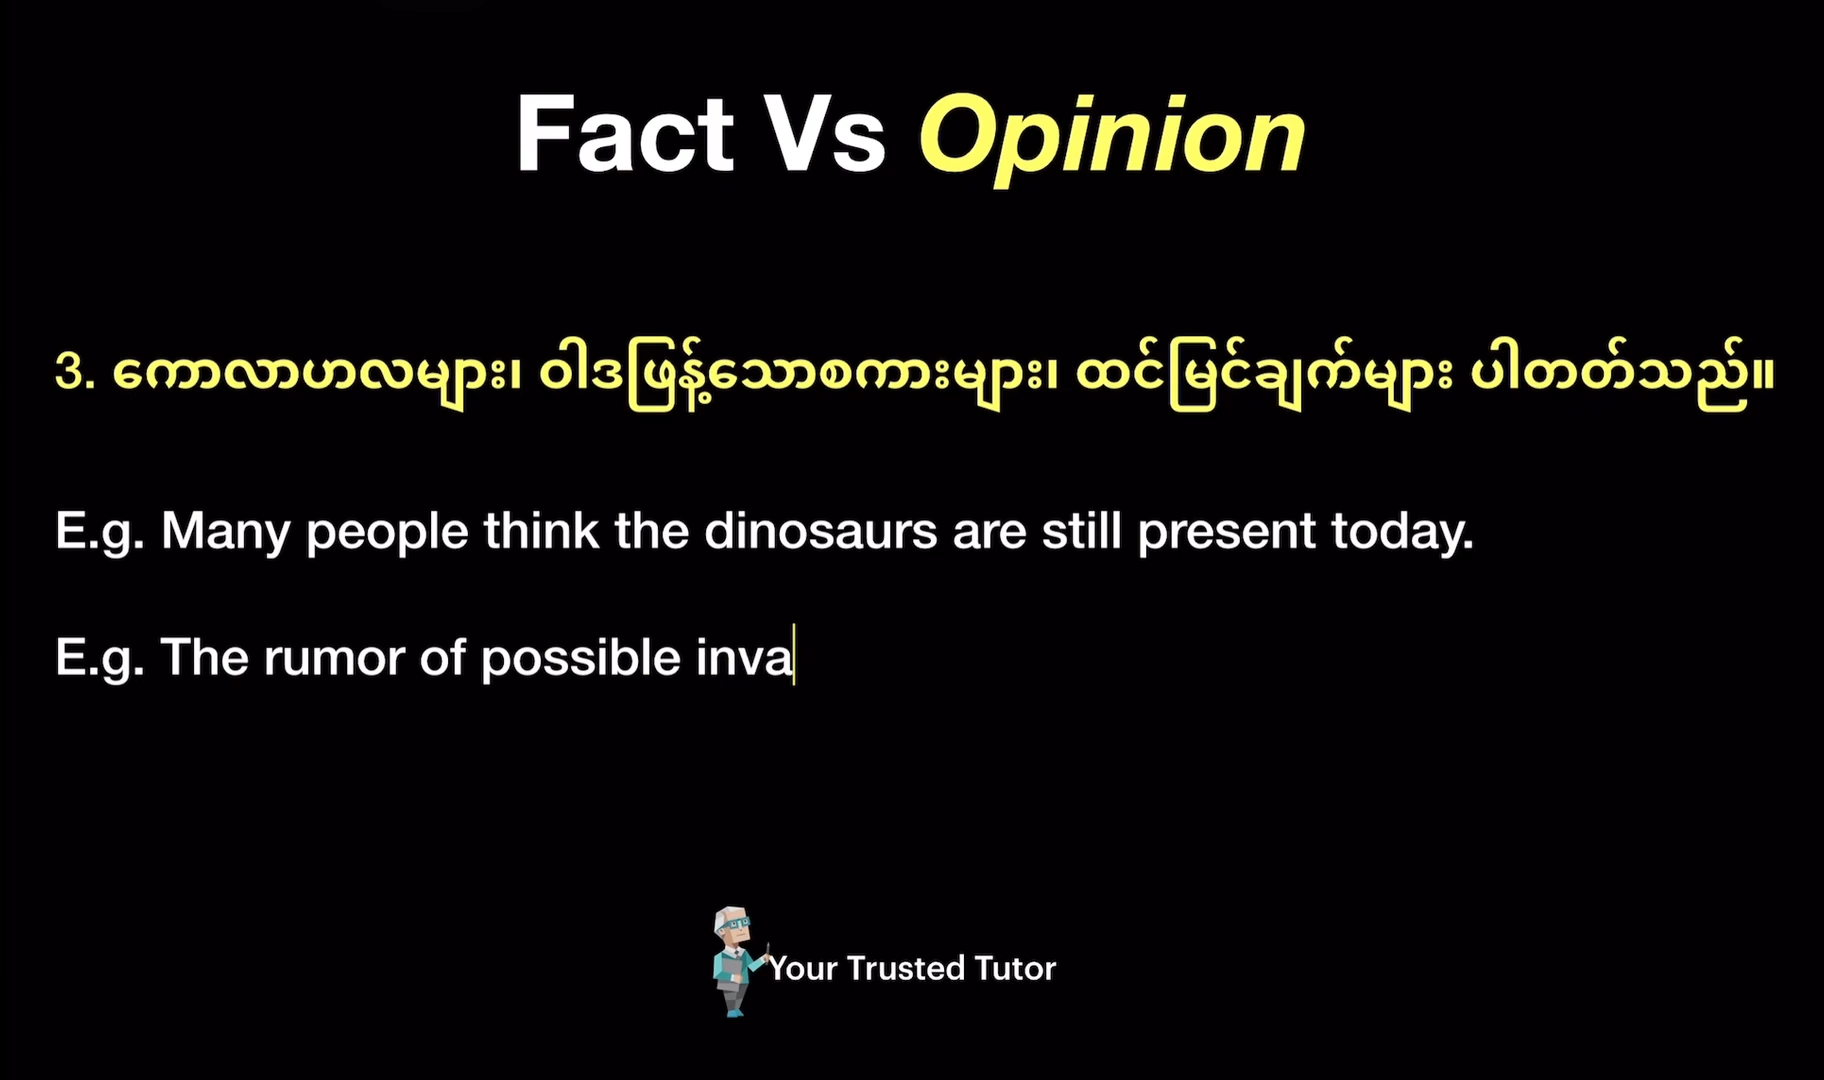 Fact Vs Opinion
3. ကောလာဟလများ၊ ဝါဒဖြန့်သောစကားများ၊ ထင်မြင်ချက်များ ပါတတ်သည်။
E.g. Many people think the dinosaurs are still present today.
E.g. The rumor of possible inva
Your Trusted Tutor